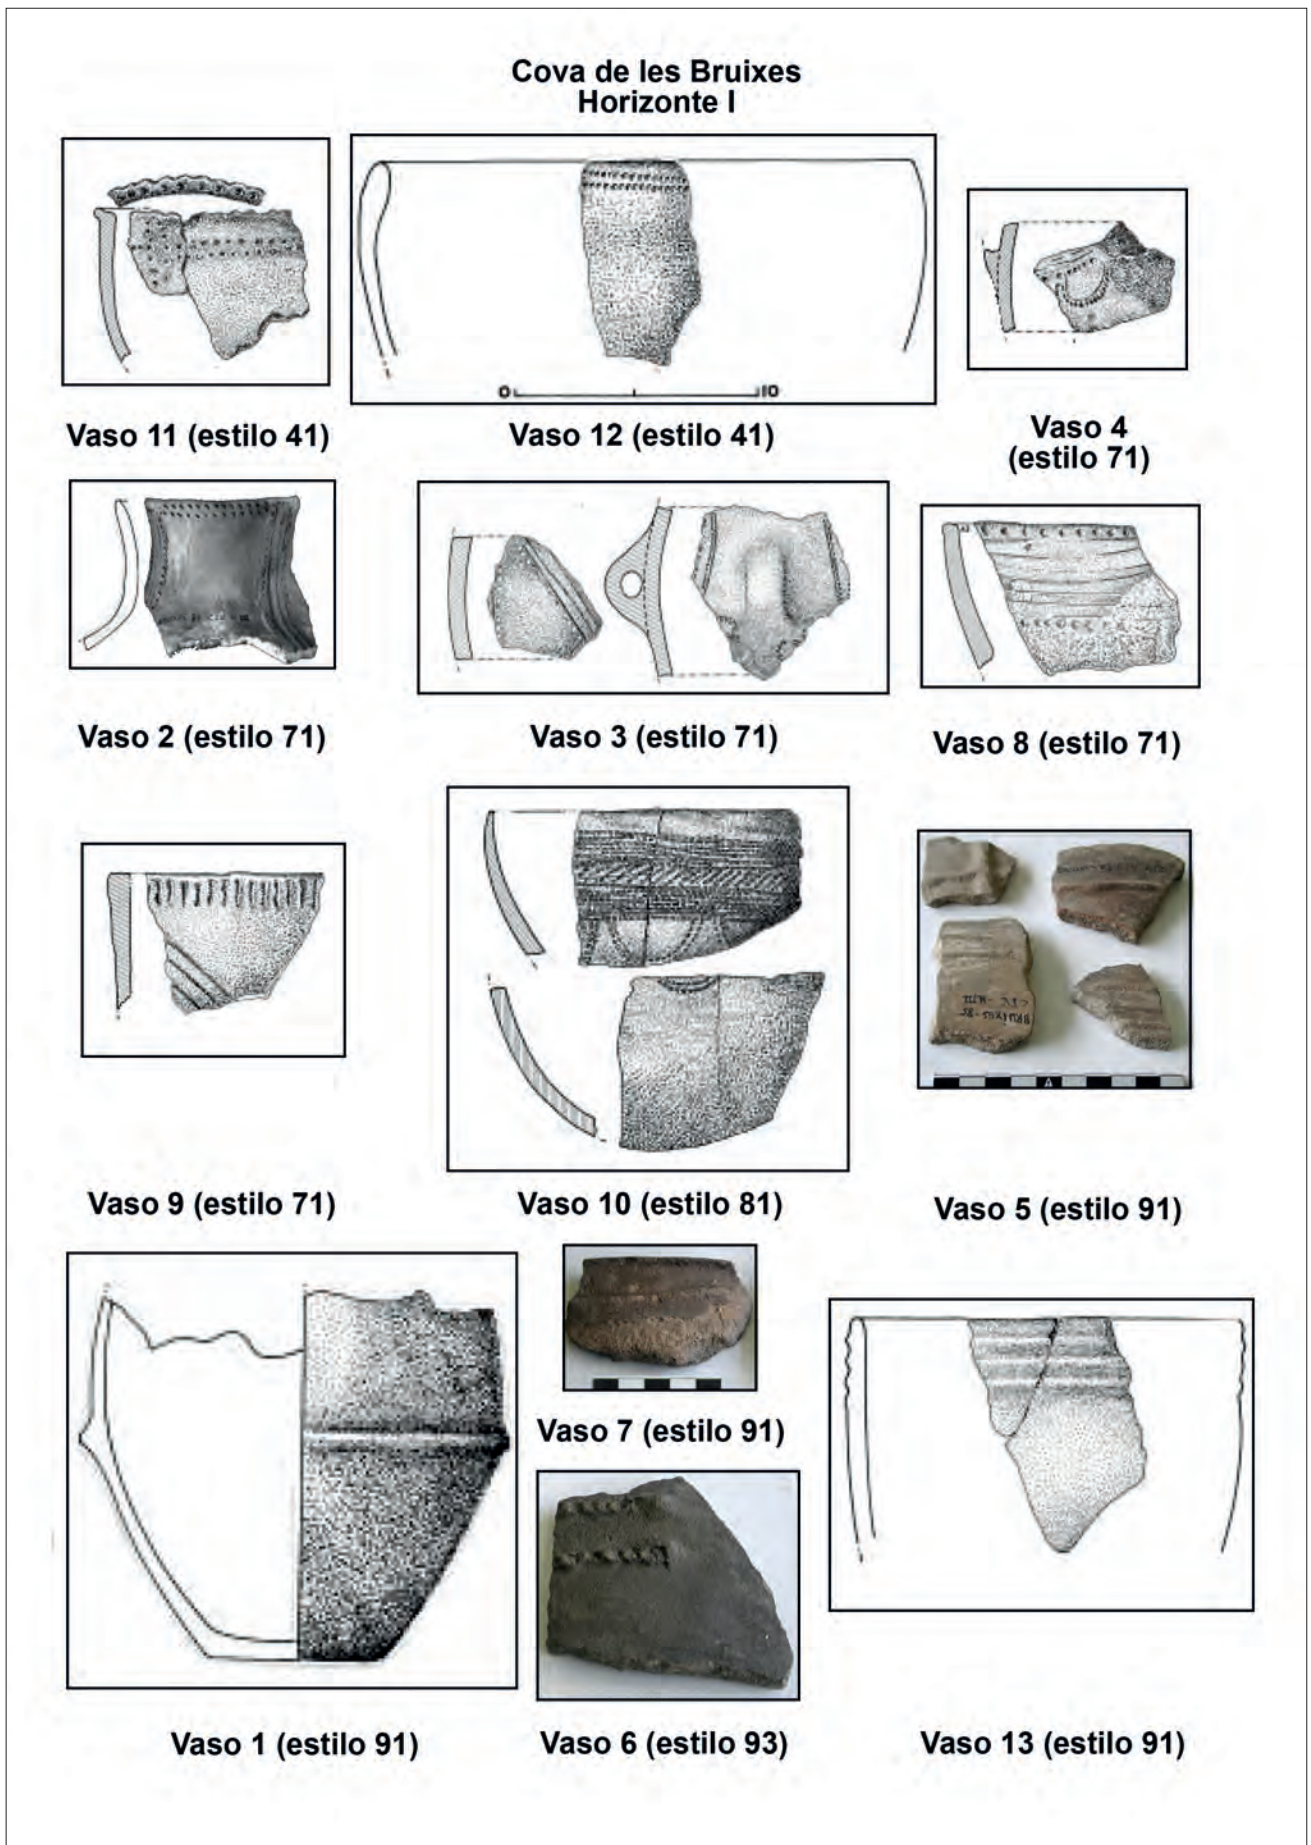 Cova de les Bruixes
Horizonte I
Vaso 11 (estilo 41)
0 10
Vaso 12 (estilo 41)
Vaso 4
(estilo 71)
Vaso 2 (estilo 71)
Vaso 3 (estilo 71)
Vaso 8 (estilo 71)
Vaso 9 (estilo 71)
Vaso 10 (estilo 81)
A
Vaso 5 (estilo 91)
Vaso 7 (estilo 91)
Vaso 1 (estilo 91)
Vaso 6 (estilo 93)
Vaso 13 (estilo 91)